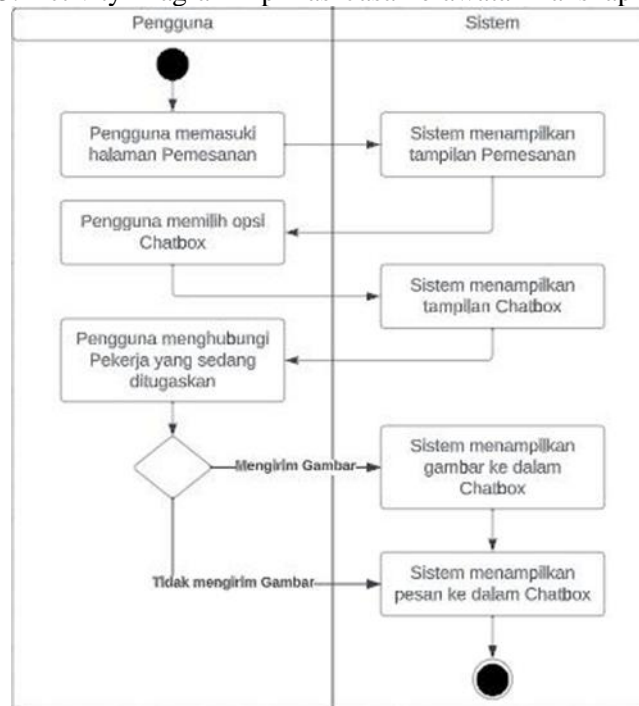 Pengguna
Sistem
Pengguna memasuki
halaman Pemesanan
Sistem menampilkan
tampilan Pemesanan
Pengguna memilih opsi
Chatbox
Sistem menampilkan
tampilan Chatbox
Pengguna menghubungi
Pekerja yang sedang
ditugaskan
Mengirim Gambar
Sistem menampilkan
gambar ke dalam
Chatbox
Tidak mengirim Gambar
Sistem menampilkan
pesan ke dalam Chatbox